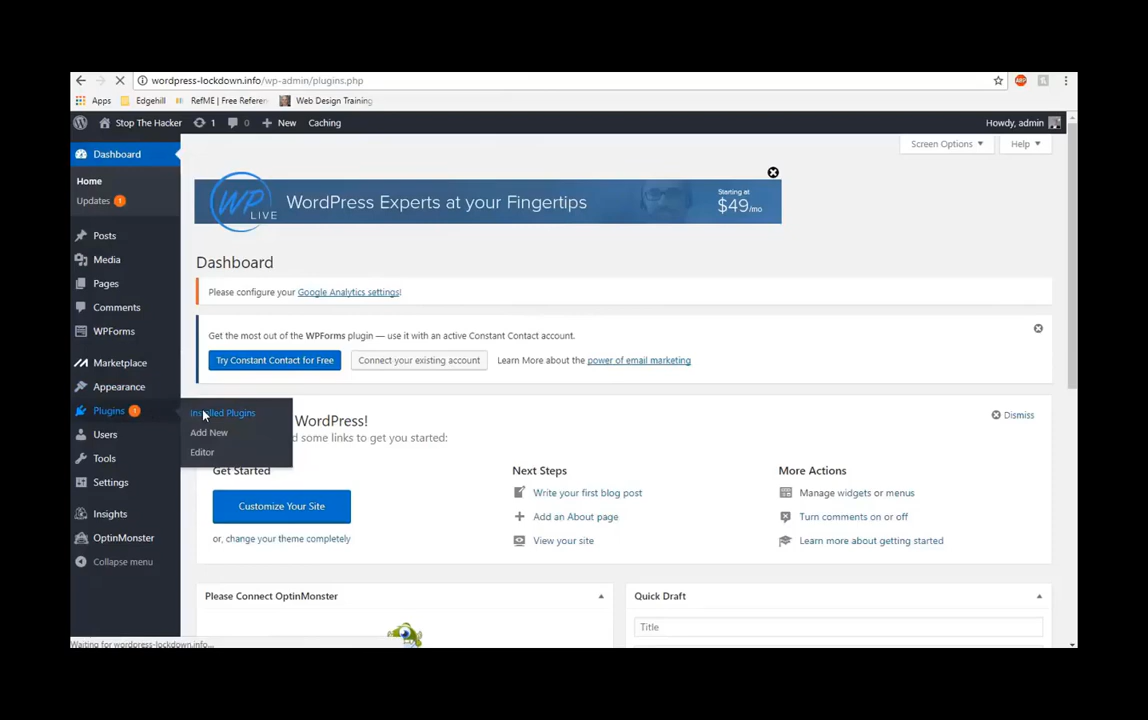 wordpress-lockdown.info/wp-admin/plugins.php
Apps Edgehill RefME | Free Referen Web Design Training
Stop The Hacker 1 0 New Caching Howdy, admin
Dashboard
Screen Options Help
Home
Updates 1
WP LIVE WordPress Experts at your Fingertips Starting at $49/mo
Posts
Media
Pages
Comments
WPForms
Marketplace
Appearance
Plugins 1
Users
Tools
Settings
Insights
OptinMonster
Collapse menu
Installed Plugins
Add New
Editor
Dashboard
Please configure your Google Analytics settings!
Get the most out of the WPForms plugin — use it with an active Constant Contact account.
Try Constant Contact for Free Connect your existing account Learn More about the power of email marketing
WordPress! Dismiss
d some links to get you started:
Get Started
Customize Your Site
or, change your theme completely
Next Steps
Write your first blog post
Add an About page
View your site
More Actions
Manage widgets or menus
Turn comments on or off
Learn more about getting started
Please Connect OptinMonster
Quick Draft
Title
Waiting for wordpress-lockdown.info...